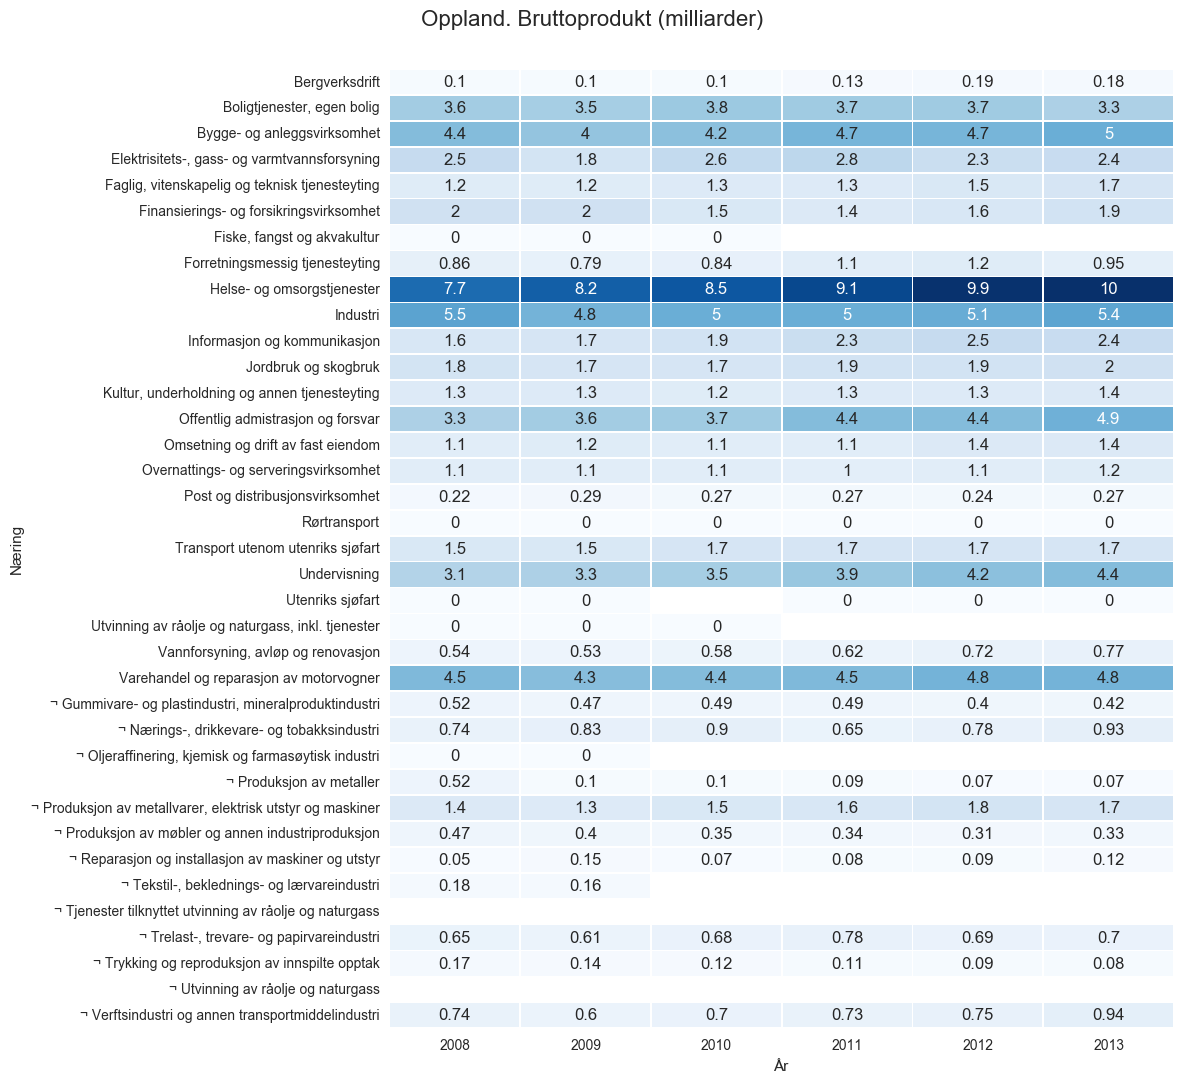 Oppland. Bruttoprodukt (milliarder)
Bergverksdrift 0.1 0.1 0.1 0.13 0.19 0.18
Boligtjenester, egen bolig 3.6 3.5 3.8 3.7 3.7 3.3
Bygge- og anleggsvirksomhet 4.4 4 4.2 4.7 4.7 5
Elektrisitets-, gass- og varmtvannsforsyning 2.5 1.8 2.6 2.8 2.3 2.4
Faglig, vitenskapelig og teknisk tjenesteyting 1.2 1.2 1.3 1.3 1.5 1.7
Finansierings- og forsikringsvirksomhet 2 2 1.5 1.4 1.6 1.9
Fiske, fangst og akvakultur 0 0 0
Forretningsmessig tjenesteyting 0.86 0.79 0.84 1.1 1.2 0.95
Helse- og omsorgstjenester 7.7 8.2 8.5 9.1 9.9 10
Industri 5.5 4.8 5 5 5.1 5.4
Informasjon og kommunikasjon 1.6 1.7 1.9 2.3 2.5 2.4
Jordbruk og skogbruk 1.8 1.7 1.7 1.9 1.9 2
Kultur, underholdning og annen tjenesteyting 1.3 1.3 1.2 1.3 1.3 1.4
Offentlig admistrasjon og forsvar 3.3 3.6 3.7 4.4 4.4 4.9
Omsetning og drift av fast eiendom 1.1 1.2 1.1 1.1 1.4 1.4
Overnattings- og serveringsvirksomhet 1.1 1.1 1.1 1 1.1 1.2
Post og distribusjonsvirksomhet 0.22 0.29 0.27 0.27 0.24 0.27
Rørtransport 0 0 0 0 0 0
Transport utenom utenriks sjøfart 1.5 1.5 1.7 1.7 1.7 1.7
Undervisning 3.1 3.3 3.5 3.9 4.2 4.4
Utenriks sjøfart 0 0 0 0 0
Utvinning av råolje og naturgass, inkl. tjenester 0 0 0
Vannforsyning, avløp og renovasjon 0.54 0.53 0.58 0.62 0.72 0.77
Varehandel og reparasjon av motorvogner 4.5 4.3 4.4 4.5 4.8 4.8
¬ Gummivare- og plastindustri, mineralproduktindustri 0.52 0.47 0.49 0.49 0.4 0.42
¬ Nærings-, drikkevare- og tobakksindustri 0.74 0.83 0.9 0.65 0.78 0.93
¬ Oljeraffinering, kjemisk og farmasøytisk industri 0 0
¬ Produksjon av metaller 0.52 0.1 0.1 0.09 0.07 0.07
¬ Produksjon av metallvarer, elektrisk utstyr og maskiner 1.4 1.3 1.5 1.6 1.8 1.7
¬ Produksjon av møbler og annen industriproduksjon 0.47 0.4 0.35 0.34 0.31 0.33
¬ Reparasjon og installasjon av maskiner og utstyr 0.05 0.15 0.07 0.08 0.09 0.12
¬ Tekstil-, beklednings- og lærvareindustri 0.18 0.16
¬ Tjenester tilknyttet utvinning av råolje og naturgass
¬ Trelast-, trevare- og papirvareindustri 0.65 0.61 0.68 0.78 0.69 0.7
¬ Trykking og reproduksjon av innspilte opptak 0.17 0.14 0.12 0.11 0.09 0.08
¬ Utvinning av råolje og naturgass
¬ Verftsindustri og annen transportmiddelindustri 0.74 0.6 0.7 0.73 0.75 0.94
2008 2009 2010 2011 2012 2013
År
Næring